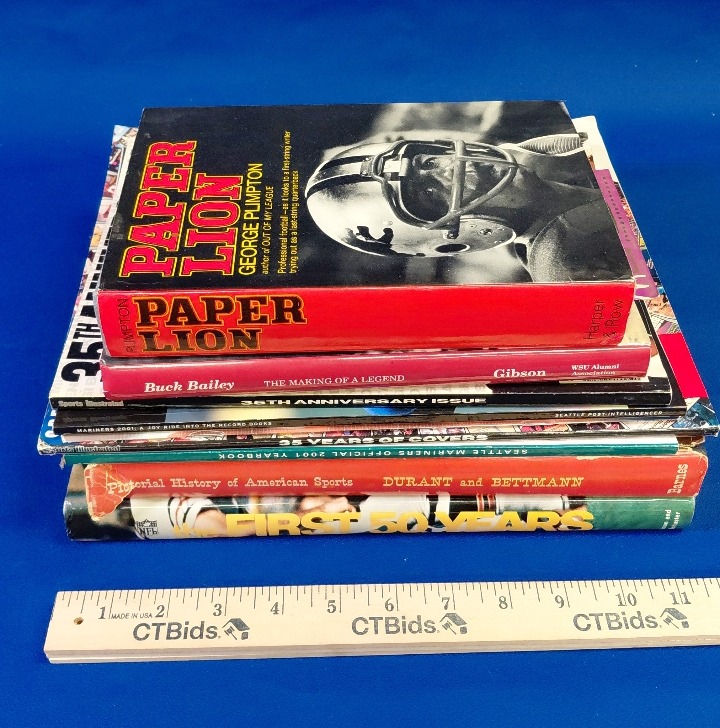 PAPER
LION
GEORGE PLIMPTON
author of OUT OF MY LEAGUE
Professional football—as it looks to a first-string writer
trying out as a last-string quarterback
35TH
PLIMPTON
PAPER
LION
Harper
& Row
Buck Bailey THE MAKING OF A LEGEND Gibson WSU Alumni
Association
Sports Illustrated 35TH ANNIVERSARY ISSUE
SEATTLE POST-INTELLIGENCER
MARINERS 2001: A JOY RIDE INTO THE RECORD BOOKS
Sports Illustrated 35 YEARS OF COVERS
SEATTLE MARINERS OFFICIAL 2001 YEARBOOK
Pictorial History of American Sports DURANT and BETTMANN Barnes
NFL
FIRST 50 YEARS
1 2 3 4 5 6 7 8 9 10 11
MADE IN USA
CTBids CTBids CTBids